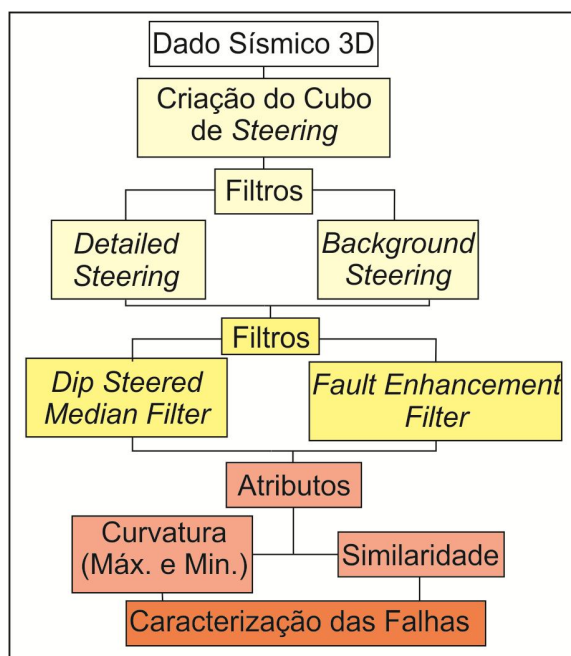 Dado Sísmico 3D
Criação do Cubo
de Steering
Filtros
Detailed
Steering
Background
Steering
Filtros
Dip Steered
Median Filter
Fault Enhancement
Filter
Atributos
Curvatura
(Máx. e Min.)
Similaridade
Caracterização das Falhas